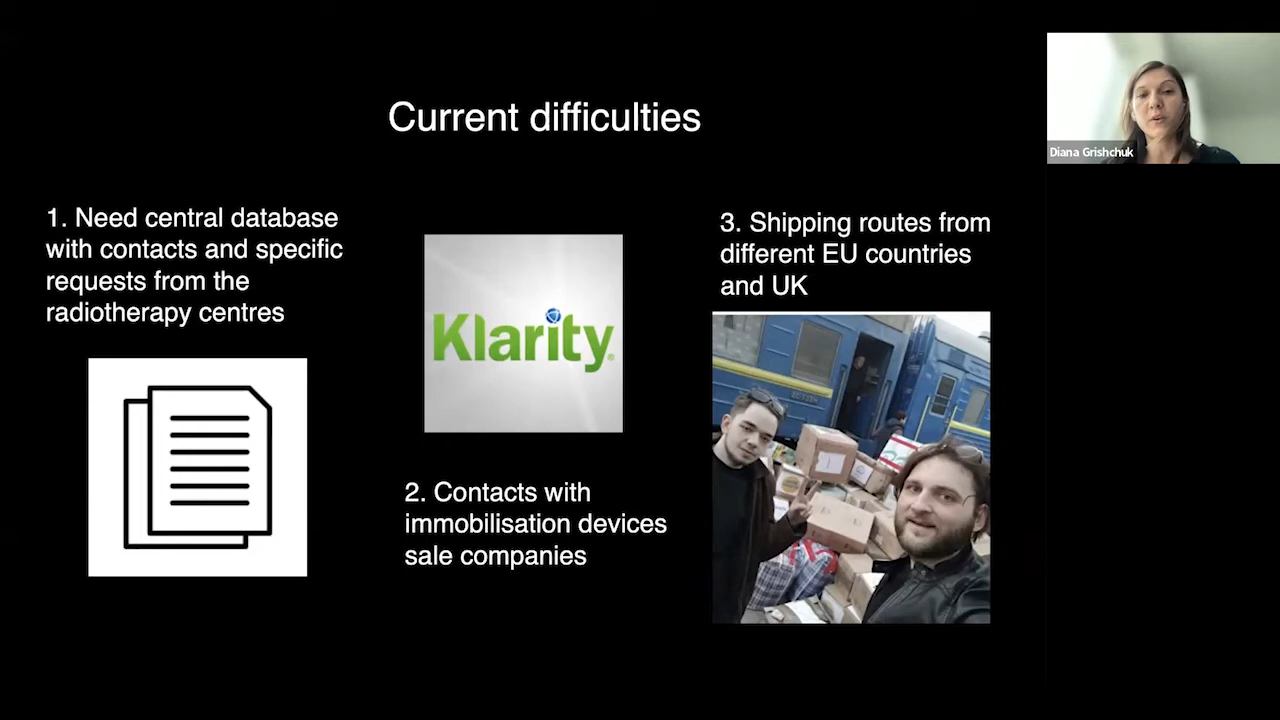 Current difficulties
Diana Grishchuk
1. Need central database
with contacts and specific
requests from the
radiotherapy centres
Klarity
2. Contacts with
immobilisation devices
sale companies
3. Shipping routes from
different EU countries
and UK